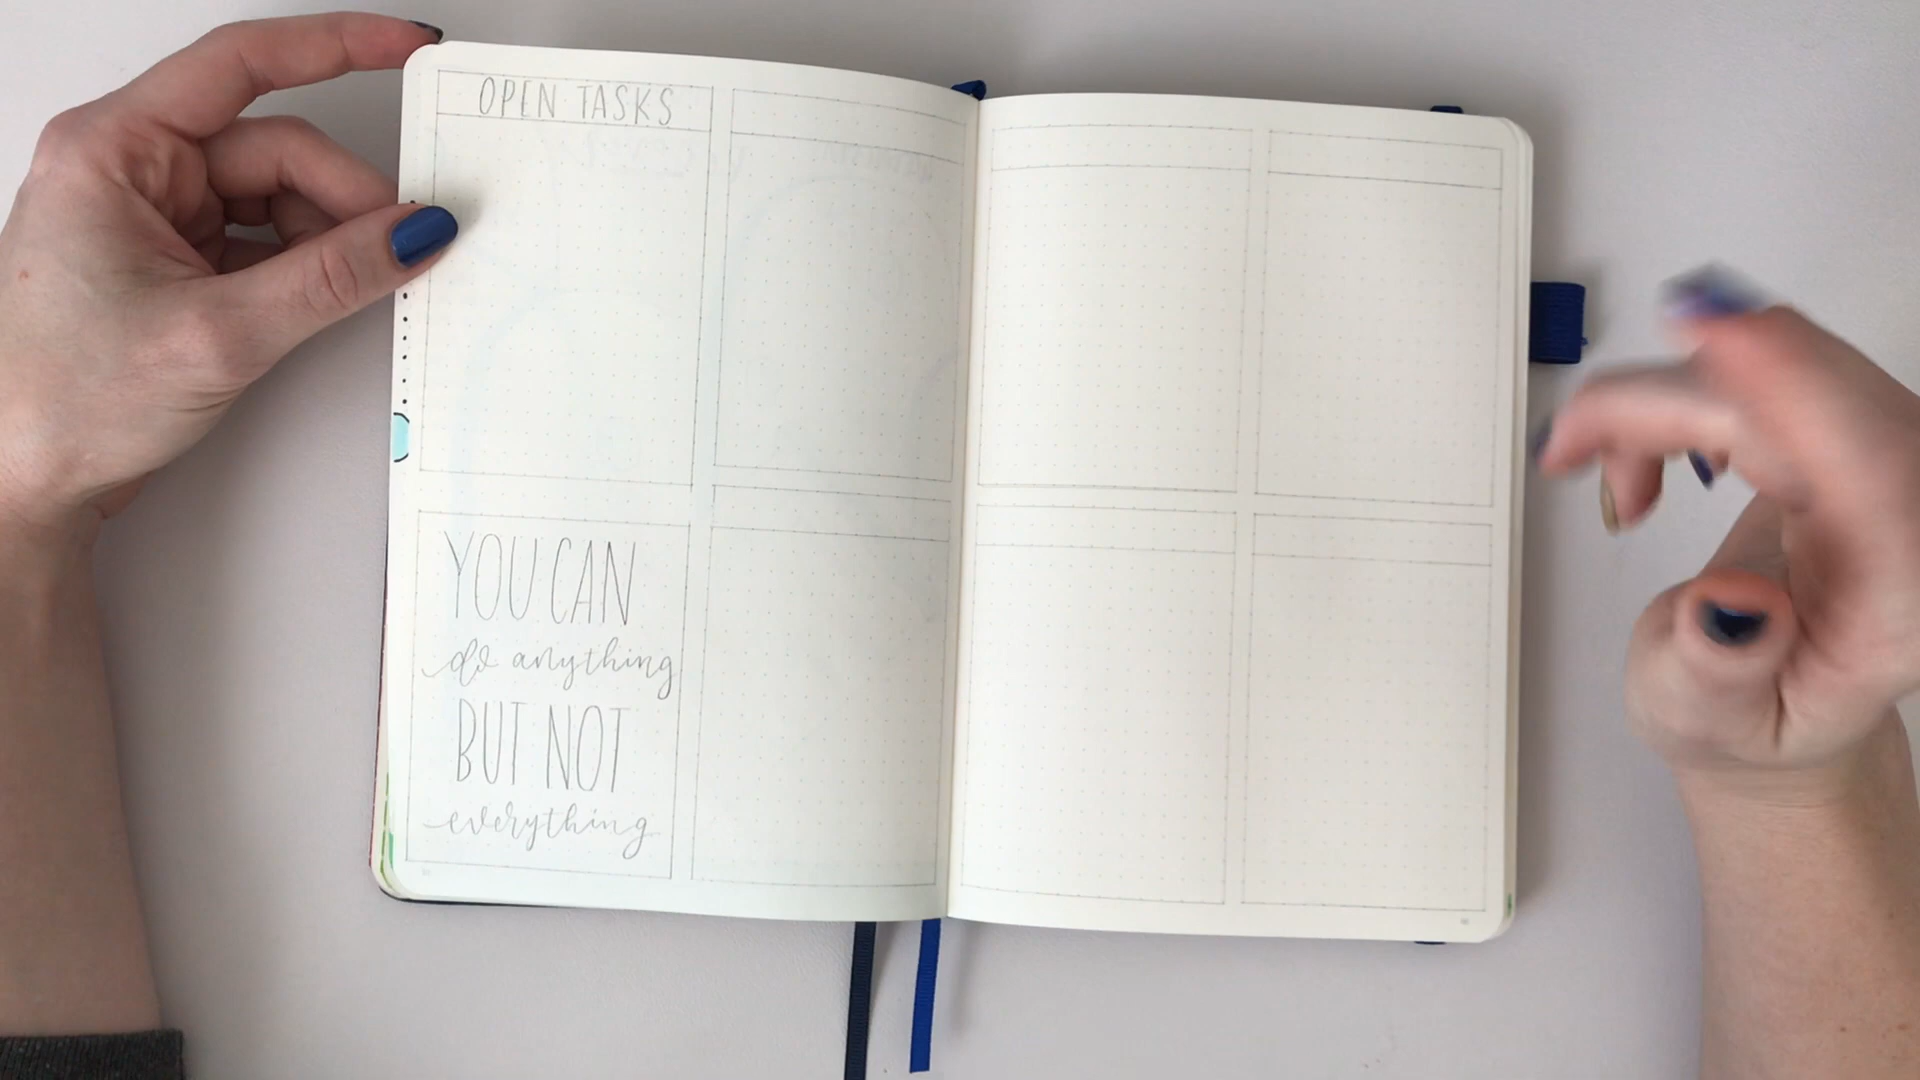 OPEN TASKS
YOU CAN
do anything
BUT NOT
everything